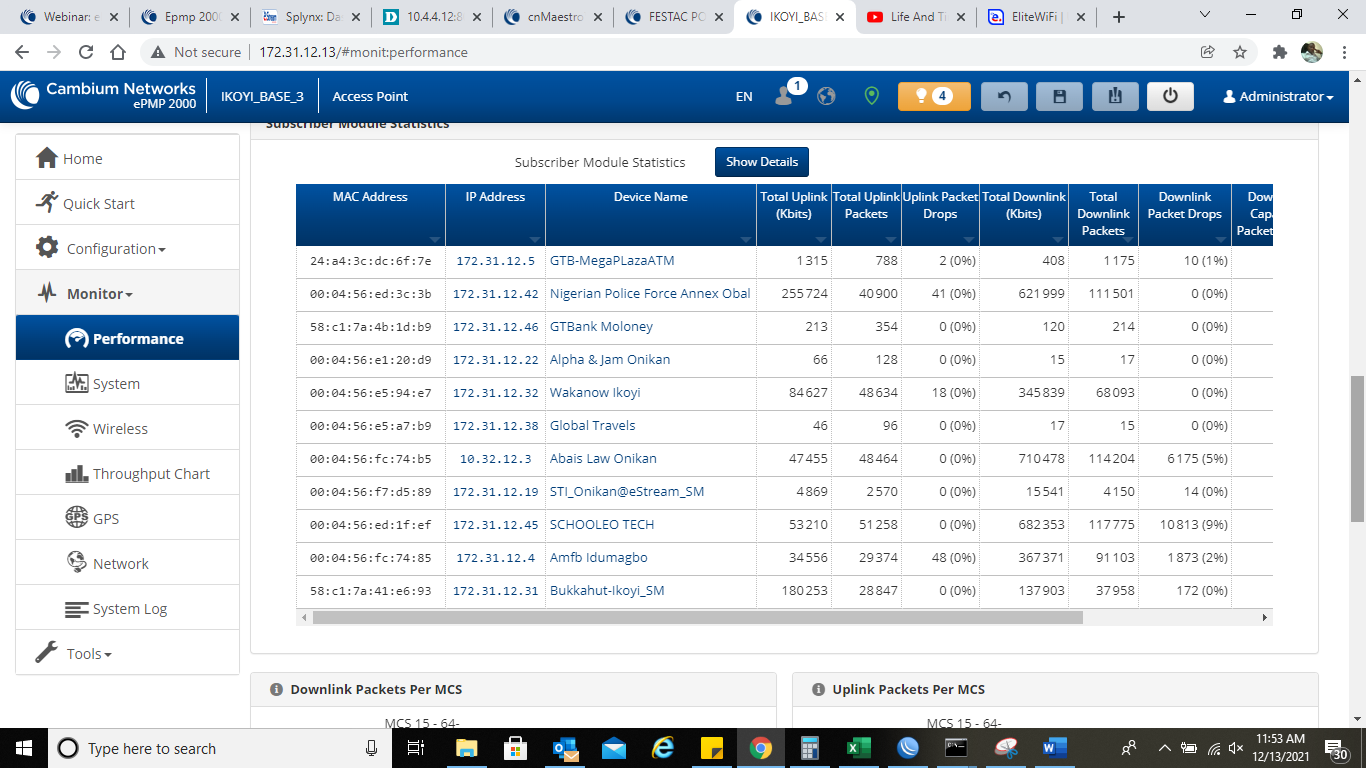 Webinar: e
Epmp 2000
Splynx: Da
10.4.4.12:8
cnMaestro
FESTAC PO
IKOYI_BASE
Life And Ti
EliteWiFi |
Not secure 172.31.12.13/#monit:performance
Cambium Networks
ePMP 2000
IKOYI_BASE_3
Access Point
EN
1
4
Administrator
Home
Quick Start
Configuration
Monitor
Performance
System
Wireless
Throughput Chart
GPS
Network
System Log
Tools
Subscriber Module Statistics
Subscriber Module Statistics Show Details
MAC Address IP Address Device Name Total Uplink (Kbits) Total Uplink Packets Uplink Packet Drops Total Downlink (Kbits) Total Downlink Packets Downlink Packet Drops Dow Capa Packet
24:a4:3c:dc:6f:7e 172.31.12.5 GTB-MegaPLazaATM 1315 788 2 (0%) 408 1175 10 (1%)
00:04:56:ed:3c:3b 172.31.12.42 Nigerian Police Force Annex Obal 255724 40900 41 (0%) 621999 111501 0 (0%)
58:c1:7a:4b:1d:b9 172.31.12.46 GTBank Moloney 213 354 0 (0%) 120 214 0 (0%)
00:04:56:e1:20:d9 172.31.12.22 Alpha & Jam Onikan 66 128 0 (0%) 15 17 0 (0%)
00:04:56:e5:94:e7 172.31.12.32 Wakanow Ikoyi 84627 48634 18 (0%) 345839 68093 0 (0%)
00:04:56:e5:a7:b9 172.31.12.38 Global Travels 46 96 0 (0%) 17 15 0 (0%)
00:04:56:fc:74:b5 10.32.12.3 Abais Law Onikan 47455 48464 0 (0%) 710478 114204 6175 (5%)
00:04:56:f7:d5:89 172.31.12.19 STI_Onikan@eStream_SM 4869 2570 0 (0%) 15541 4150 14 (0%)
00:04:56:ed:1f:ef 172.31.12.45 SCHOOLEO TECH 53210 51258 0 (0%) 682353 117775 10813 (9%)
00:04:56:fc:74:85 172.31.12.4 Amfb Idumagbo 34556 29374 48 (0%) 367371 91103 1873 (2%)
58:c1:7a:41:e6:93 172.31.12.31 Bukkahut-Ikoyi_SM 180253 28847 0 (0%) 137903 37958 172 (0%)
Downlink Packets Per MCS
Uplink Packets Per MCS
MCS 15 - 64-
MCS 15 - 64-
Type here to search
11:53 AM
12/13/2021
30